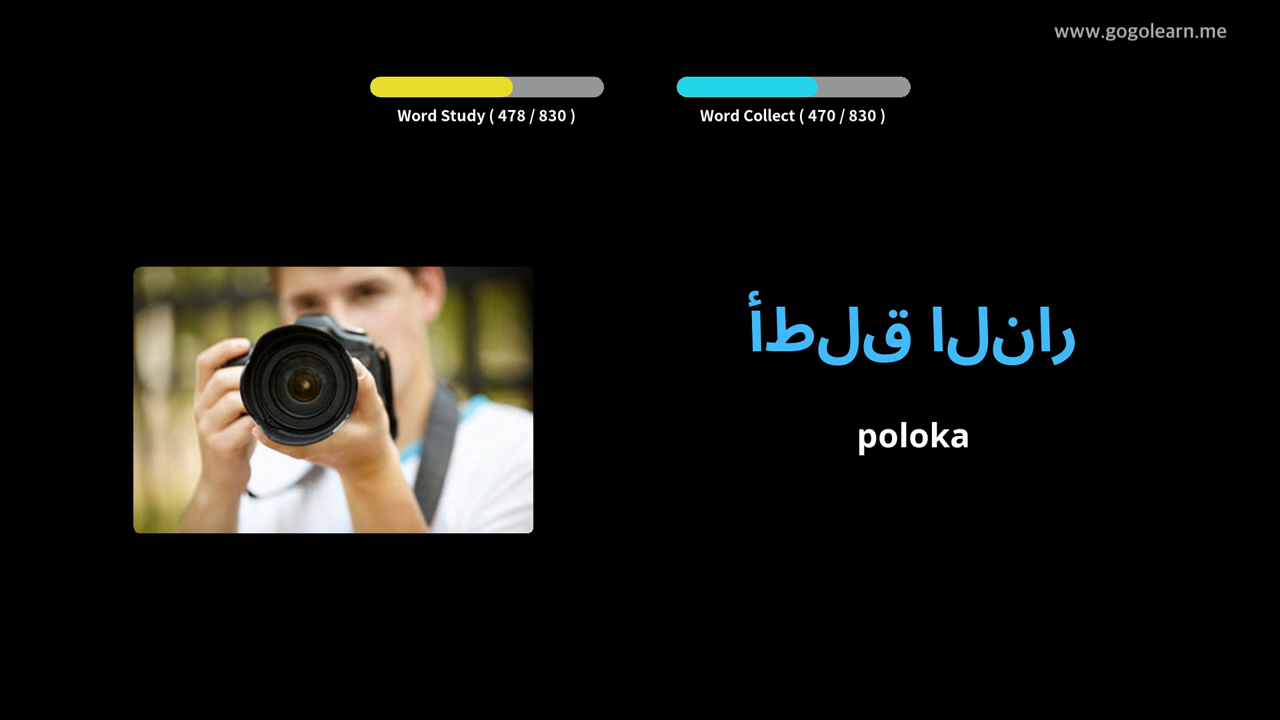 www.gogolearn.me
Word Study ( 478 / 830 )
Word Collect ( 470 / 830 )
أطلق النار
poloka